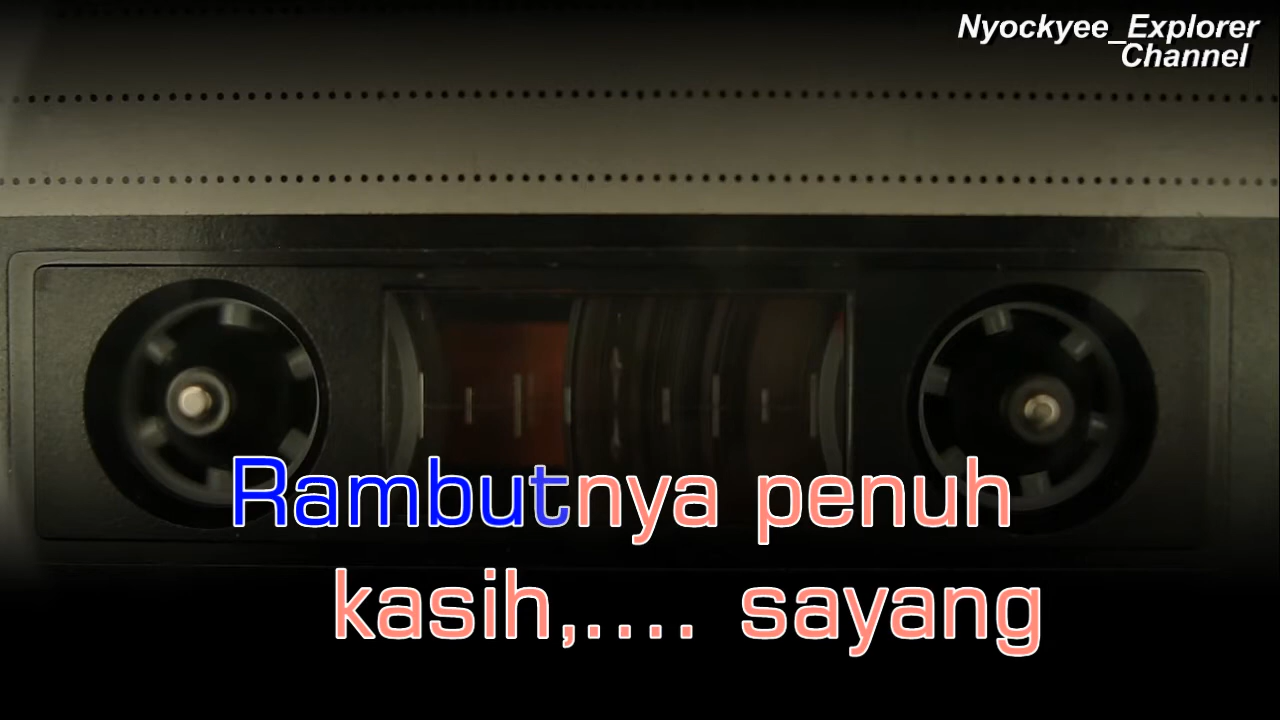 Nyockyee_Explorer
Channel
Rambutnya penuh
kasih,.... sayang